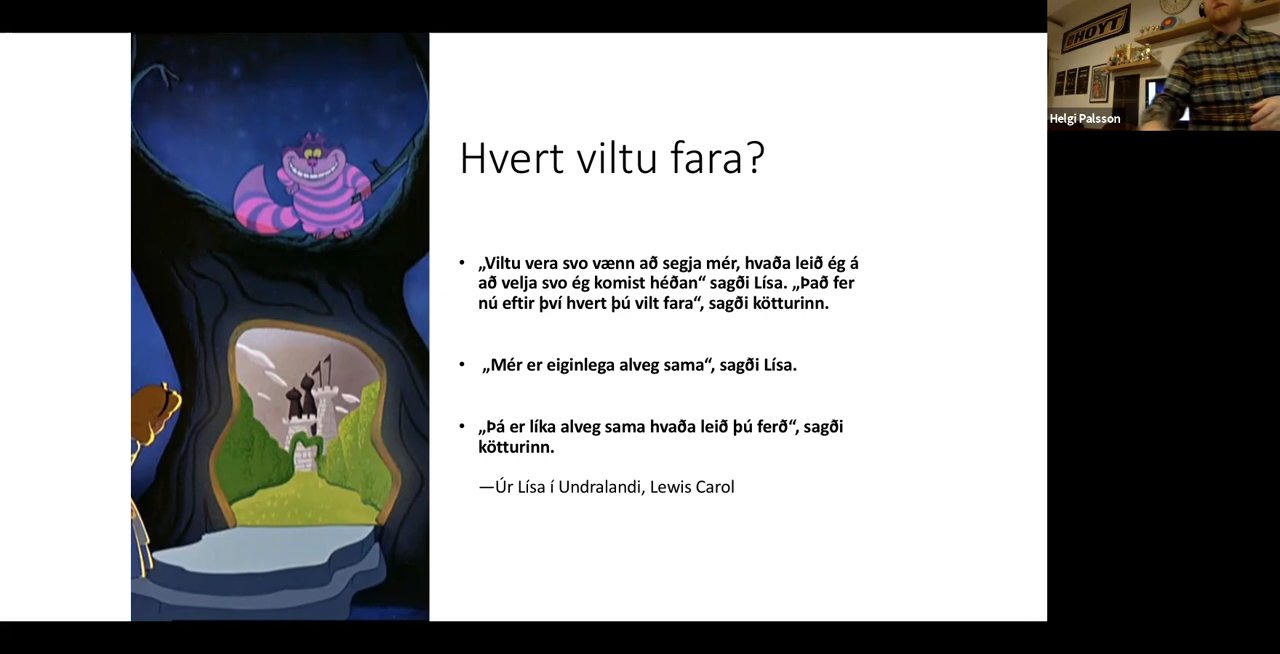 Hvert viltu fara?
• „Viltu vera svo vænn að segja mér, hvaða leið ég á
að velja svo ég komist héðan“ sagði Lísa. „Það fer
nú eftir því hvert þú vilt fara“, sagði kötturinn.
• „Mér er eiginlega alveg sama“, sagði Lísa.
• „Þá er líka alveg sama hvaða leið þú ferð“, sagði
kötturinn.
—Úr Lísa í Undralandi, Lewis Carol
HOYT
Helgi Palsson